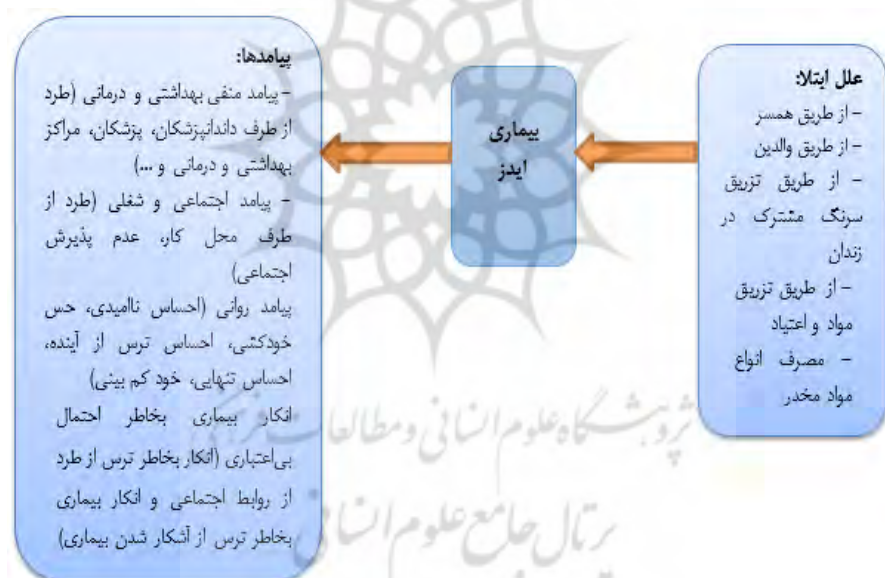 علل ابتلا:
- از طریق همسر
- از طریق والدین
- از طریق تزریق
سرنگ مشترک در
زندان
- از طریق تزریق
مواد و اعتیاد
- مصرف انواع
مواد مخدر
بیماری
ایدز
پیامدها:
- پیامد منفی بهداشتی و درمانی (طرد
از طرف داندانپزشکان، پزشکان، مراکز
بهداشتی و درمانی و ...)
- پیامد اجتماعی و شغلی (طرد از
طرف محل کار، عدم پذیرش
اجتماعی)
پیامد روانی (احساس ناامیدی، حس
خودکشی، احساس ترس از آینده،
احساس تنهایی، خود کم بینی)
انکار بیماری بخاطر احتمال
بی‌اعتباری (انکار بخاطر ترس از طرد
از روابط اجتماعی و انکار بیماری
بخاطر ترس از آشکار شدن بیماری)
پژوهشگاه علوم انسانی و مطالعات فرهنگی
پرتال جامع علوم انسانی